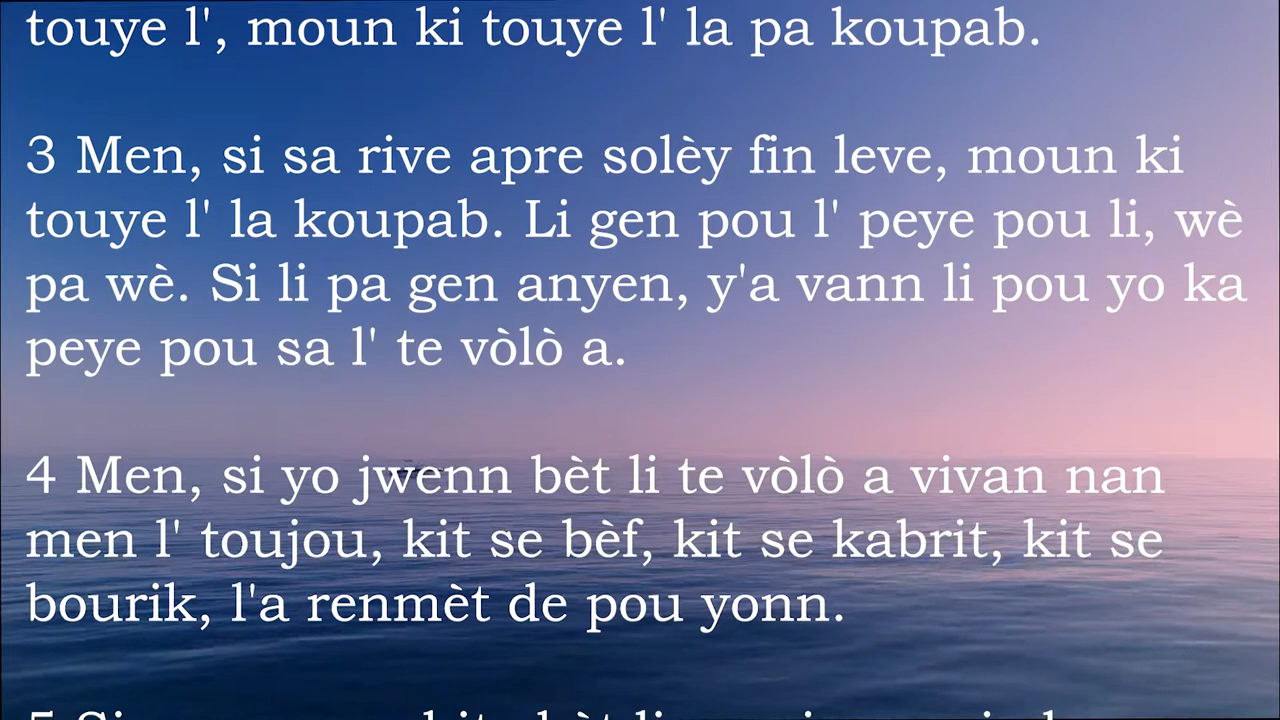 touye l', moun ki touye l' la pa koupab.
3 Men, si sa rive apre solèy fin leve, moun ki
touye l' la koupab. Li gen pou l' peye pou li, wè
pa wè. Si li pa gen anyen, y'a vann li pou yo ka
peye pou sa l' te vòlò a.
4 Men, si yo jwenn bèt li te vòlò a vivan nan
men l' toujou, kit se bèf, kit se kabrit, kit se
bourik, l'a renmèt de pou yonn.